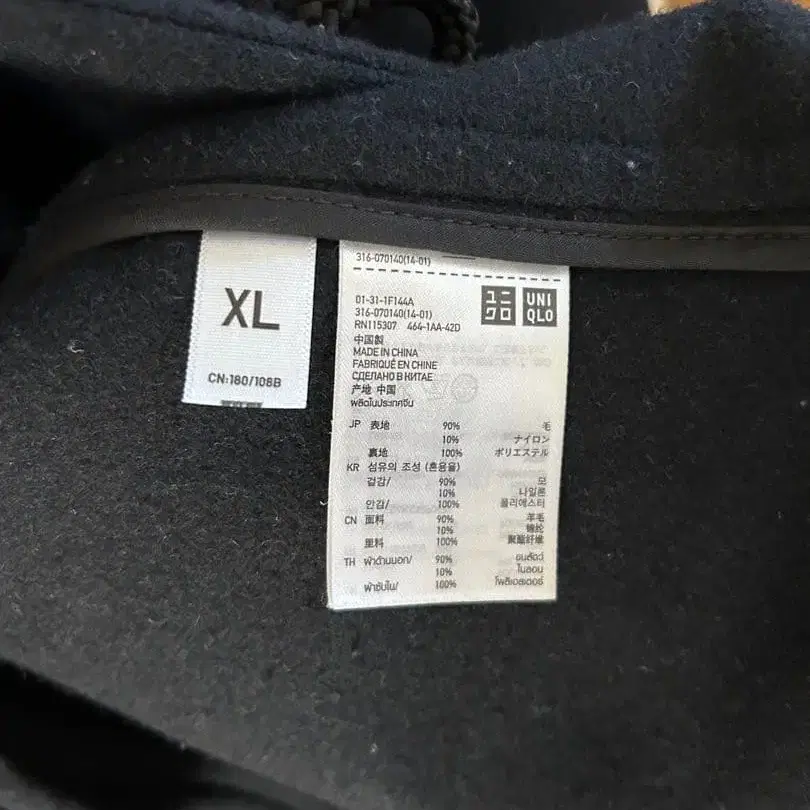 XL
CN:180/108B
316-070140(14-01)
01-31-1F144A
316-070140(14-01)
RN115307 464-1AA-42D
ユニ
クロ
UNI
QLO
中国製
MADE IN CHINA
FABRIQUÉ EN CHINE
СДЕЛАНО В КИТАЕ
产地 中国
ผลิตในประเทศจีน
JP 表地 90% 毛
10% ナイロン
裏地 100% ポリエステル
KR 섬유의 조성 (혼용율)
겉감/ 90% 모
10% 나일론
안감/ 100% 폴리에스터
CN 面料 90% 羊毛
10% 锦纶
里料 100% 聚酯纤维
TH ผ้าด้านนอก/ 90% ขนสัตว์
10% ไนลอน
ผ้าซับใน/ 100% โพลีเอสเตอร์